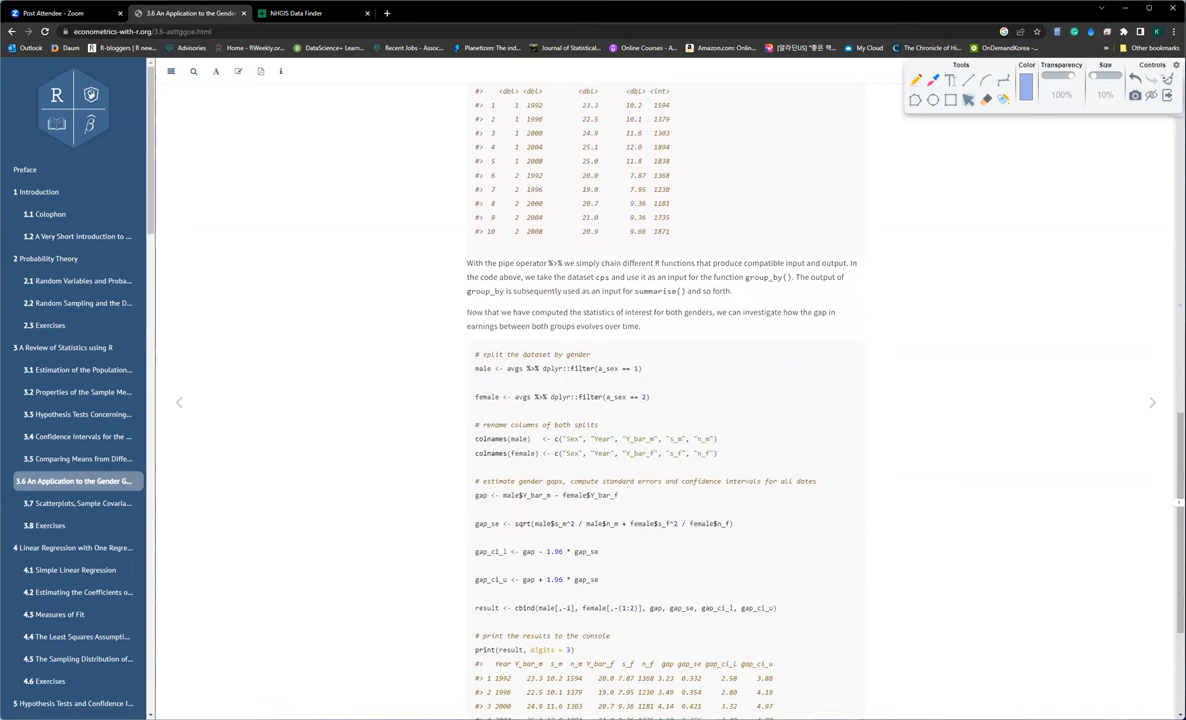 Post Attendee - Zoom
3.6 An Application to the Gender
NHGIS Data Finder
econometrics-with-r.org/3.6-aattggoe.html
Outlook
Daum
R-bloggers | R new...
Advisories
Home - RWeekly.or...
DataScience+ Learn...
Recent Jobs - Assoc...
Planetizen: The ind...
Journal of Statistical...
Online Courses - A...
Amazon.com: Onlin...
[알라딘US] "좋은 책...
My Cloud
The Chronicle of Hi...
OnDemandKorea -
»
Other bookmarks
Tools
Color
Transparency
Size
Controls
100%
10%
R
β
Preface
1 Introduction
1.1 Colophon
1.2 A Very Short Introduction to ...
2 Probability Theory
2.1 Random Variables and Proba...
2.2 Random Sampling and the D...
2.3 Exercises
3 A Review of Statistics using R
3.1 Estimation of the Population...
3.2 Properties of the Sample Me...
3.3 Hypothesis Tests Concerning...
3.4 Confidence Intervals for the ...
3.5 Comparing Means from Diffe...
3.6 An Application to the Gender G...
3.7 Scatterplots, Sample Covaria...
3.8 Exercises
4 Linear Regression with One Regre...
4.1 Simple Linear Regression
4.2 Estimating the Coefficients o...
4.3 Measures of Fit
4.4 The Least Squares Assumpti...
4.5 The Sampling Distribution of...
4.6 Exercises
5 Hypothesis Tests and Confidence I...
#> <dbl> <dbl> <dbl> <dbl> <int>
#> 1 1 1992 23.3 10.2 1594
#> 2 1 1996 22.5 10.1 1379
#> 3 1 2000 24.9 11.6 1303
#> 4 1 2004 25.1 12.0 1894
#> 5 1 2008 25.0 11.8 1838
#> 6 2 1992 20.0 7.87 1368
#> 7 2 1996 19.0 7.95 1230
#> 8 2 2000 20.7 9.36 1181
#> 9 2 2004 21.0 9.36 1735
#> 10 2 2008 20.9 9.66 1871
With the pipe operator %>% we simply chain different R functions that produce compatible input and output. In
the code above, we take the dataset cps and use it as an input for the function group_by(). The output of
group_by is subsequently used as an input for summarise() and so forth.
Now that we have computed the statistics of interest for both genders, we can investigate how the gap in
earnings between both groups evolves over time.
# split the dataset by gender
male <- avgs %>% dplyr::filter(a_sex == 1)
female <- avgs %>% dplyr::filter(a_sex == 2)
# rename columns of both splits
colnames(male) <- c("Sex", "Year", "Y_bar_m", "s_m", "n_m")
colnames(female) <- c("Sex", "Year", "Y_bar_f", "s_f", "n_f")
# estimate gender gaps, compute standard errors and confidence intervals for all dates
gap <- male$Y_bar_m - female$Y_bar_f
gap_se <- sqrt(male$s_m^2 / male$n_m + female$s_f^2 / female$n_f)
gap_ci_l <- gap - 1.96 * gap_se
gap_ci_u <- gap + 1.96 * gap_se
result <- cbind(male[,-1], female[,-(1:2)], gap, gap_se, gap_ci_l, gap_ci_u)
# print the results to the console
print(result, digits = 3)
#> Year Y_bar_m s_m n_m Y_bar_f s_f n_f gap gap_se gap_ci_l gap_ci_u
#> 1 1992 23.3 10.2 1594 20.0 7.87 1368 3.23 0.332 2.58 3.88
#> 2 1996 22.5 10.1 1379 19.0 7.95 1230 3.49 0.354 2.80 4.19
#> 3 2000 24.9 11.6 1303 20.7 9.36 1181 4.14 0.421 3.32 4.97